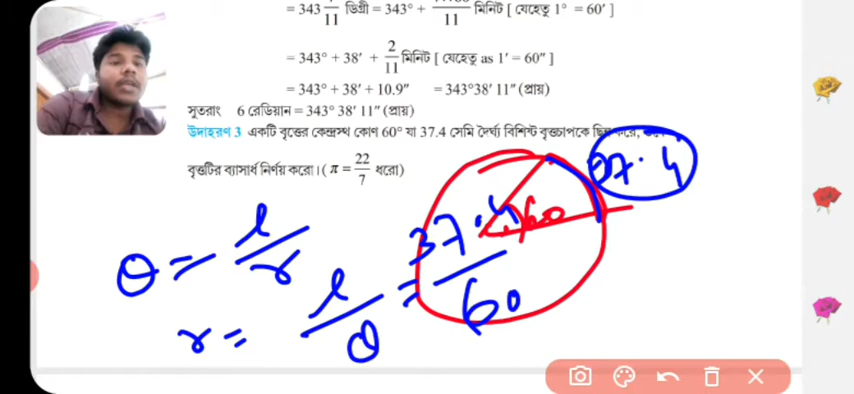 = 343 /11 ডিগ্রী = 343° + /11 মিনিট [ যেহেতু 1° = 60′ ]
= 343° + 38′ + 2/11 মিনিট [ যেহেতু as 1′ = 60″ ]
= 343° + 38′ + 10.9″ = 343°38′ 11″ (প্রায়)
সুতরাং 6 রেডিয়ান = 343° 38′ 11″ (প্রায়)
উদাহরণ 3 একটি বৃত্তের কেন্দ্রস্থ কোণ 60° যা 37.4 সেমি দৈর্ঘ্য বিশিষ্ট বৃত্তচাপকে ছিন্ন করে,
বৃত্তটির ব্যাসার্ধ নির্ণয় করো। ( π = 22/7 ধরো)
37.4
60
θ = l/r
r = l/θ = 37.4/60